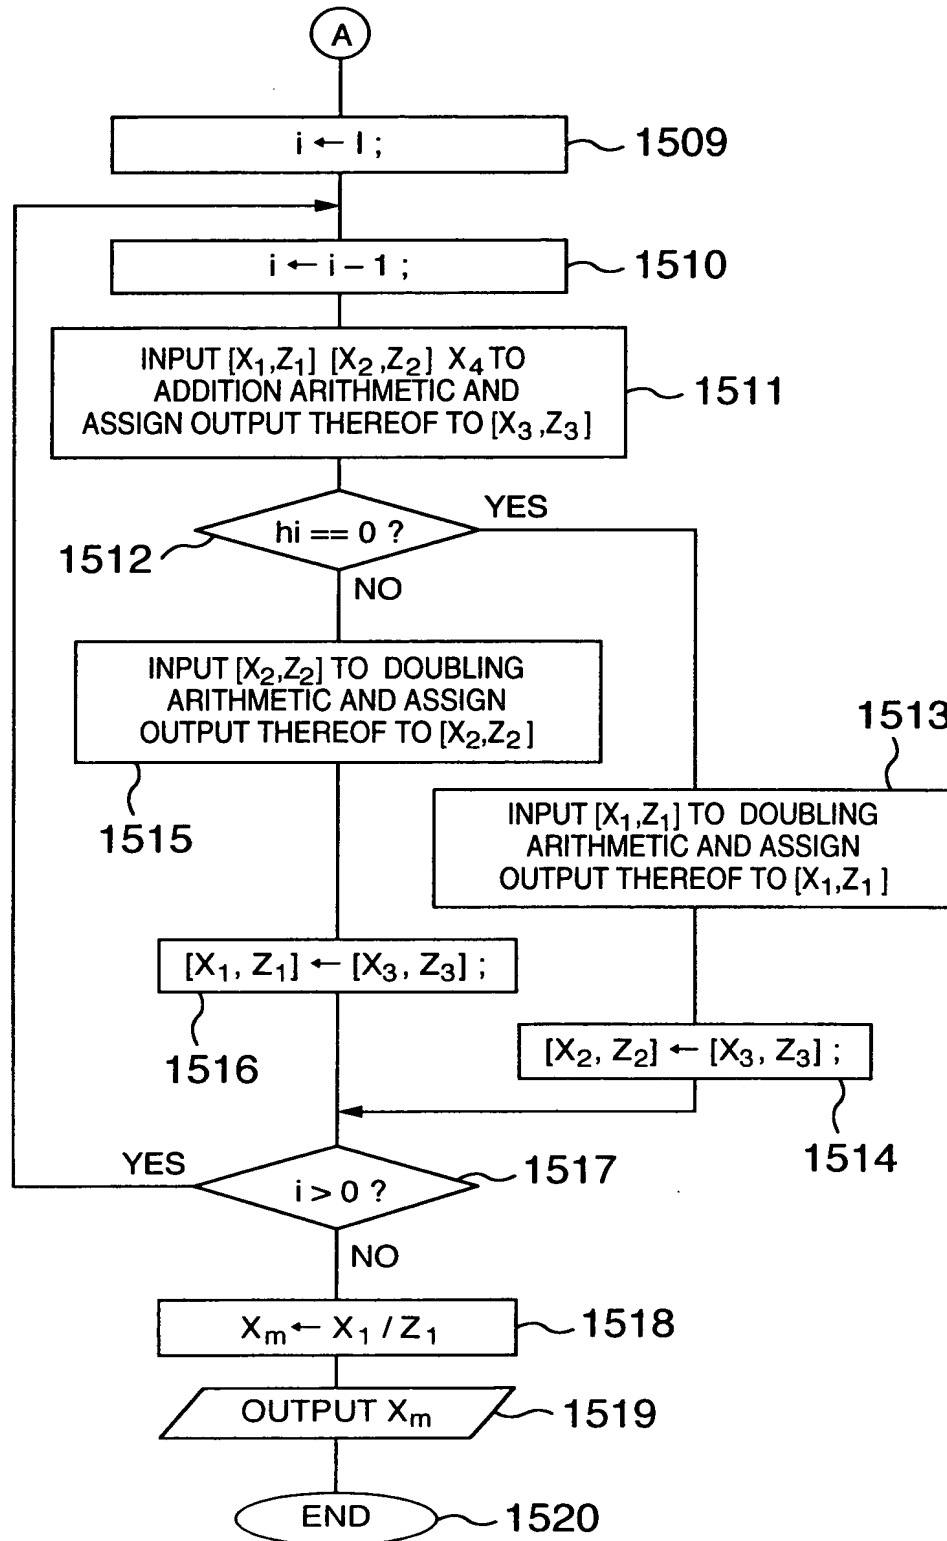 A
i ← l ;
1509
i ← i – 1 ;
1510
INPUT [X₁,Z₁] [X₂,Z₂] X₄ TO
ADDITION ARITHMETIC AND
ASSIGN OUTPUT THEREOF TO [X₃,Z₃]
1511
hi == 0 ?
YES
1512
NO
INPUT [X₂,Z₂] TO DOUBLING
ARITHMETIC AND ASSIGN
OUTPUT THEREOF TO [X₂,Z₂]
1515
1513
INPUT [X₁,Z₁] TO DOUBLING
ARITHMETIC AND ASSIGN
OUTPUT THEREOF TO [X₁,Z₁]
[X₁, Z₁] ← [X₃, Z₃] ;
1516
[X₂, Z₂] ← [X₃, Z₃] ;
1514
YES
i > 0 ?
1517
NO
Xₘ ← X₁ / Z₁
1518
OUTPUT Xₘ
1519
END
1520